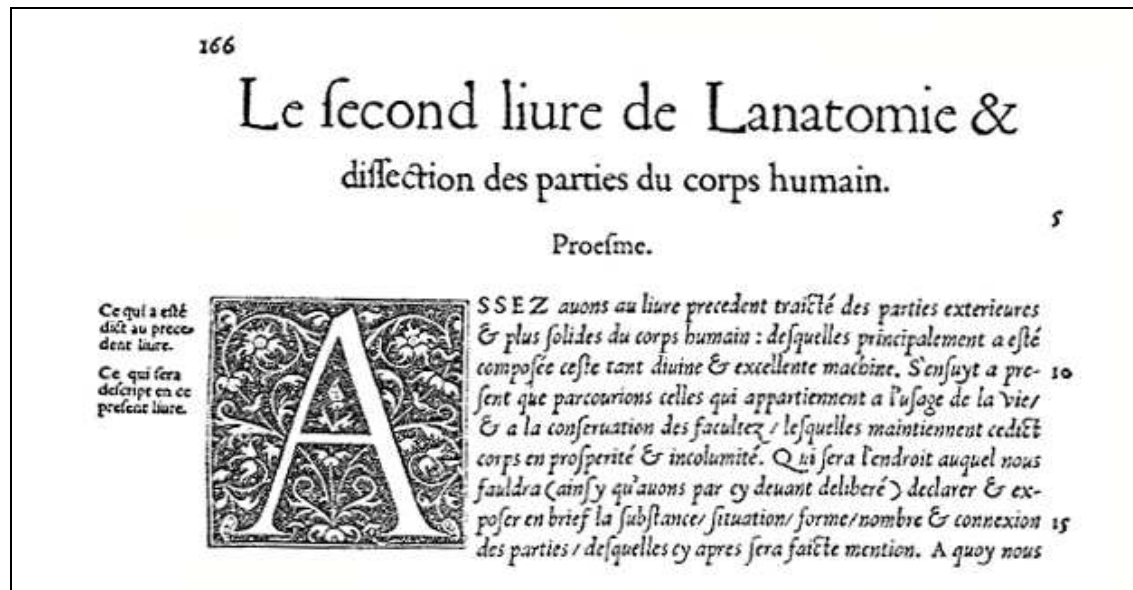 166
Le ſecond liure de Lanatomie &
diſſection des parties du corps humain.
5
Proeſme.
Ce qui a eſté
dict au prece-
dent liure.
Ce qui ſera
deſcript en ce
preſent liure.
ASSEZ auons au liure precedent traicté des parties exterieures
& plus ſolides du corps humain : deſquelles principalement a eſté
compoſée ceſte tant diuine & excellente machine. S'enſuyt a pre- 10
ſent que parcourions celles qui appartiennent a l'uſage de la vie/
& a la conſeruation des facultez / leſquelles maintiennent cedict
corps en proſperité & incolumité. Qui ſera l'endroit auquel nous
fauldra (ainſy qu'auons par cy deuant deliberé) declarer & ex-
poſer en brief la ſubſtance/ ſituation/ forme/nombre & connexion 15
des parties / deſquelles cy apres ſera faicte mention. A quoy nous